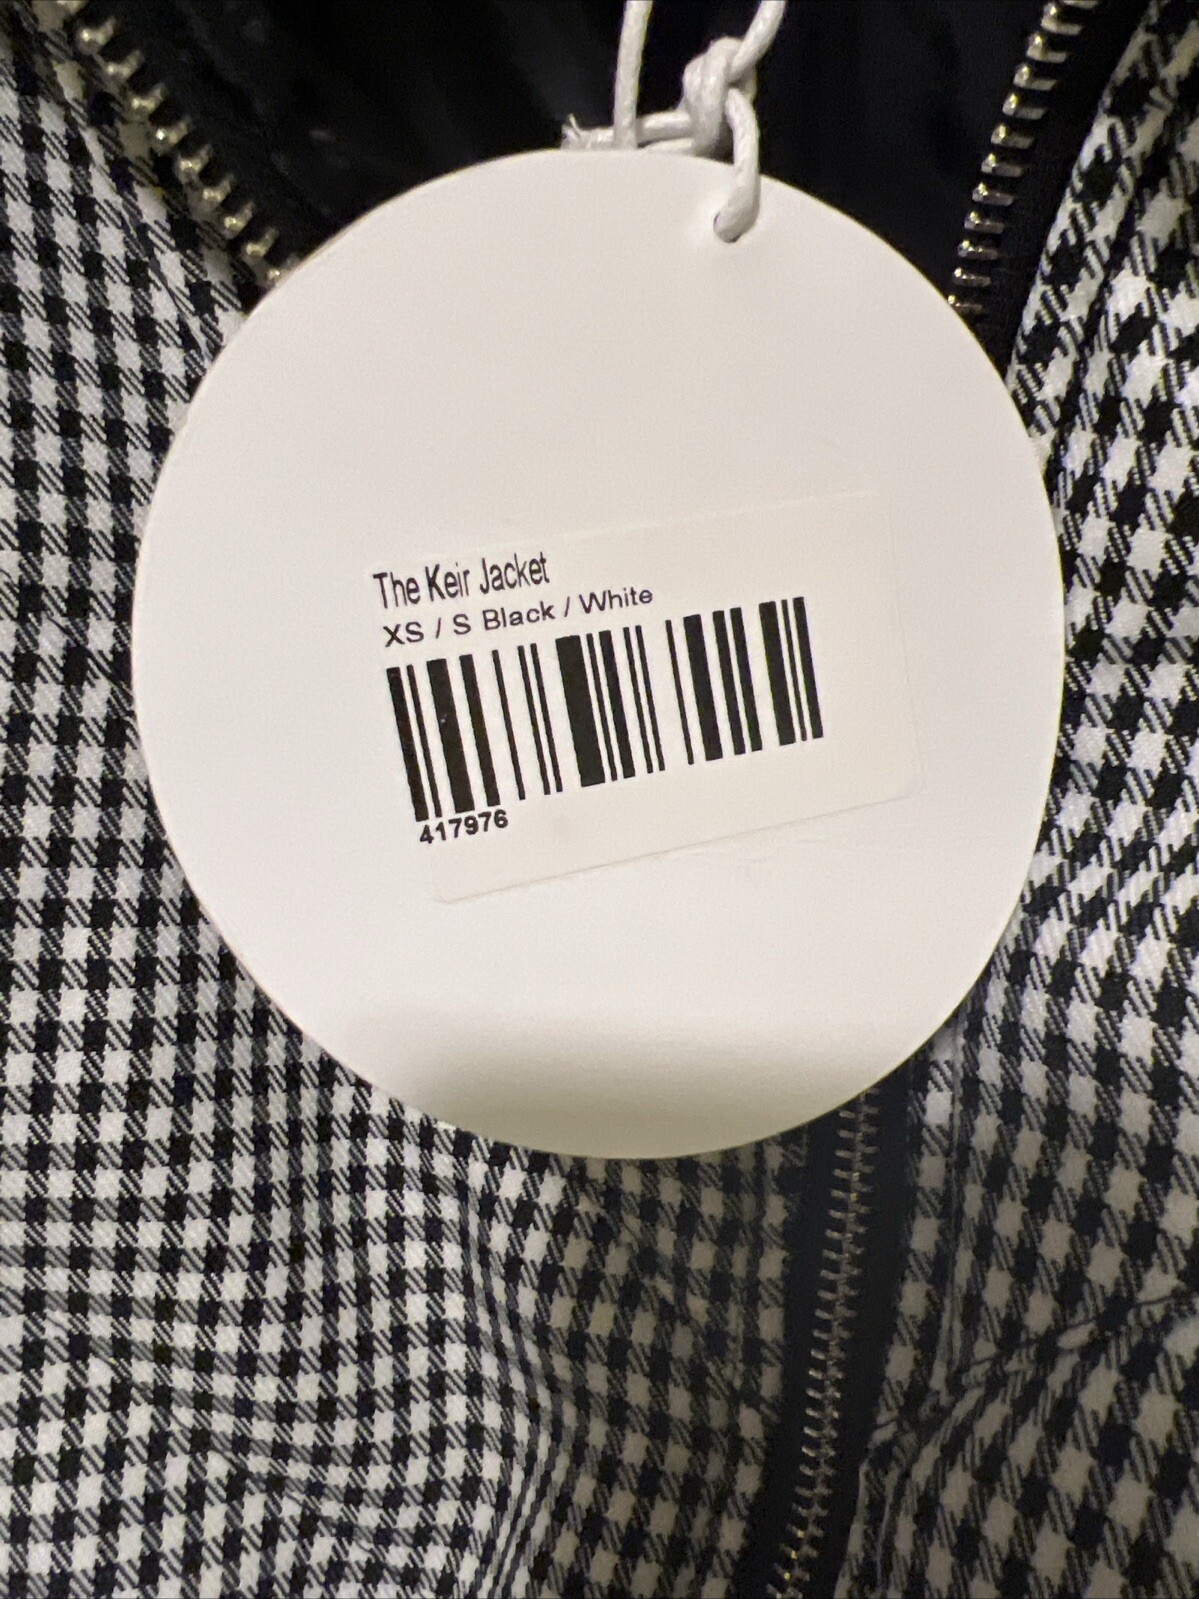 The Keir Jacket
XS / S Black / White
417976